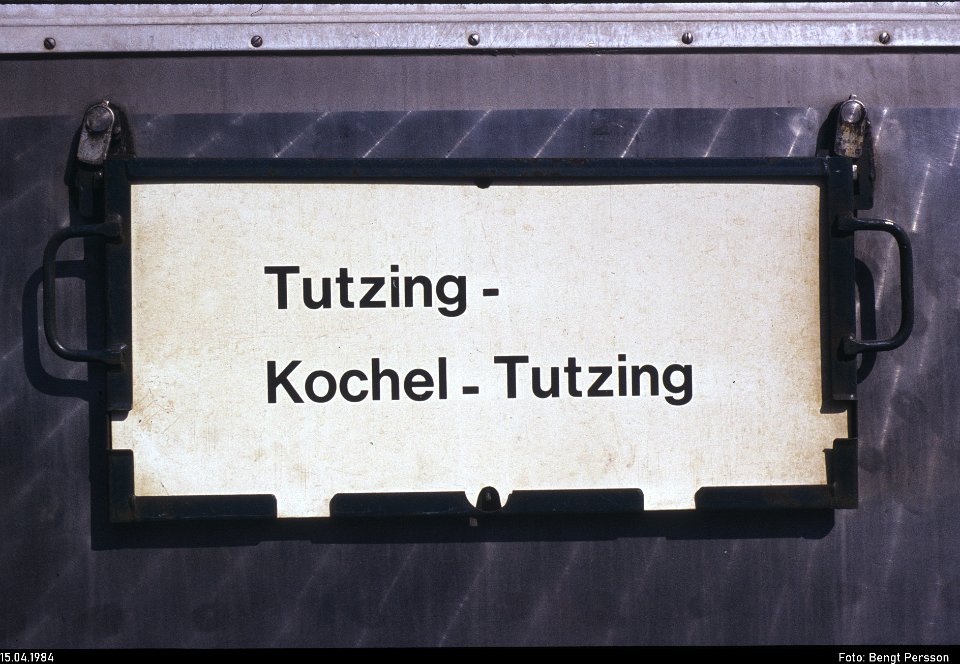 Tutzing -
Kochel - Tutzing
15.04.1984
Foto: Bengt Persson